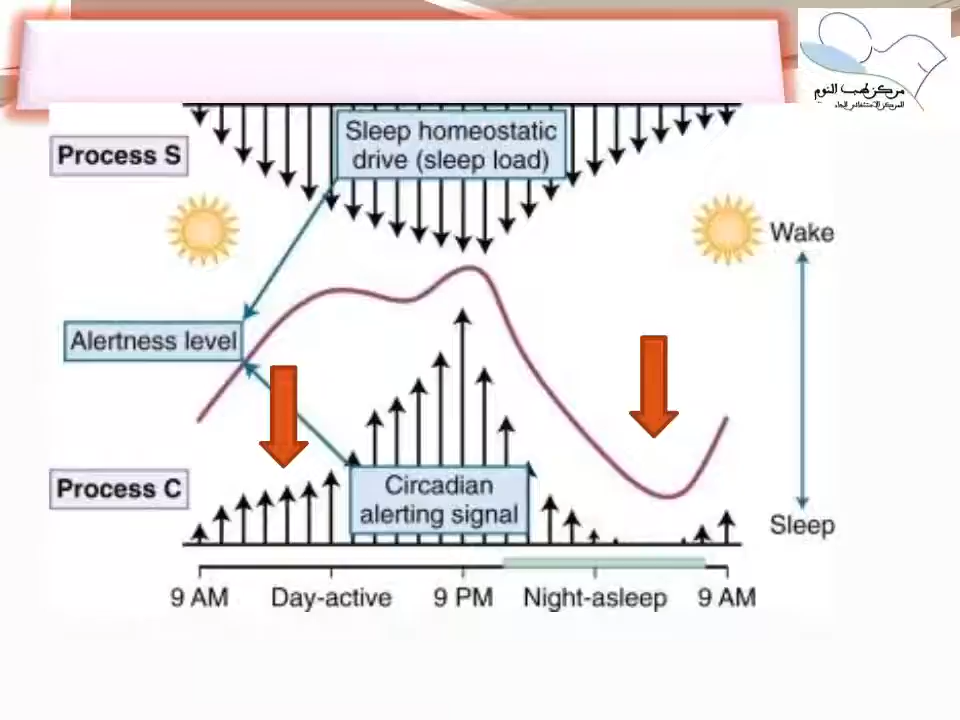 مركز طب النوم
Process S
Sleep homeostatic
drive (sleep load)
Wake
Alertness level
Process C
Circadian
alerting signal
Sleep
9 AM Day-active 9 PM Night-asleep 9 AM